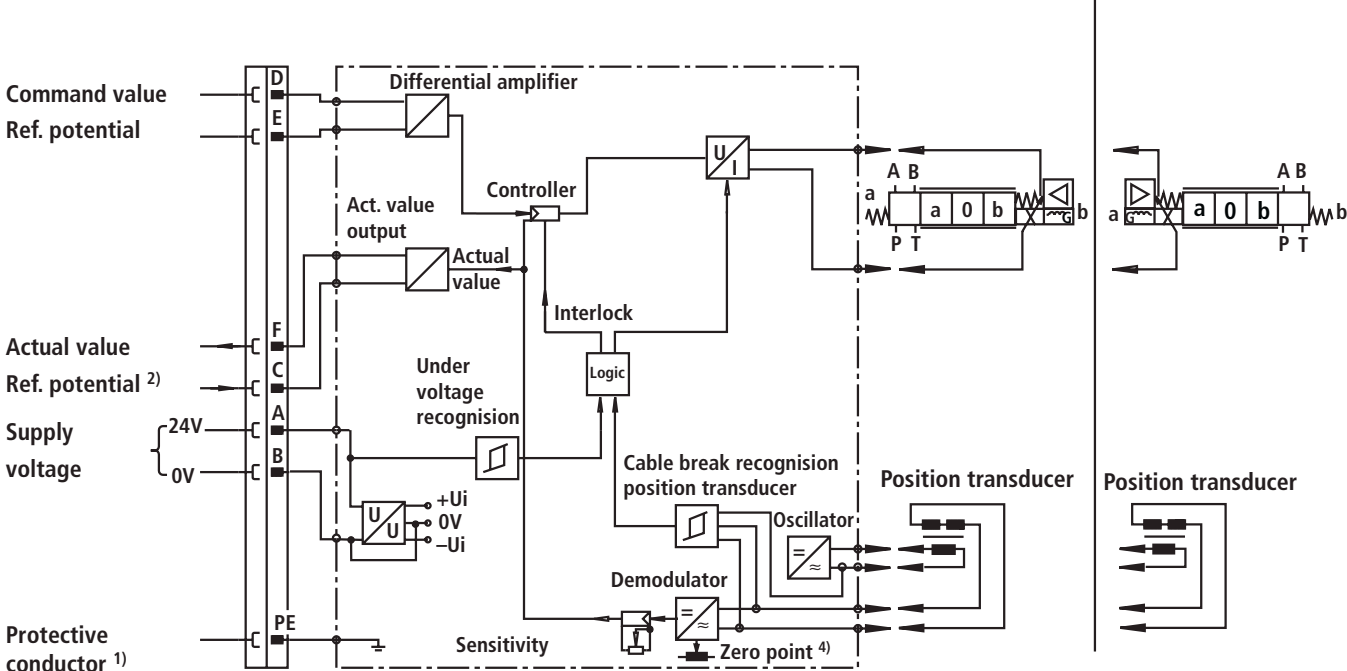 Command value
D
Differential amplifier
Ref. potential
E
U
I
A B
A B
a
a 0 b
G
b
a
G
a 0 b
b
P T
P T
Controller
Act. value
output
Actual
value
Interlock
Logic
Actual value
F
Ref. potential 2)
C
Under
voltage
recognision
Supply
voltage
24V
A
0V
B
U
U
+Ui
0V
–Ui
Cable break recognision
position transducer
Oscillator
=
≈
Position transducer
Position transducer
Demodulator
=
≈
Protective
conductor 1)
PE
Sensitivity
Zero point 4)